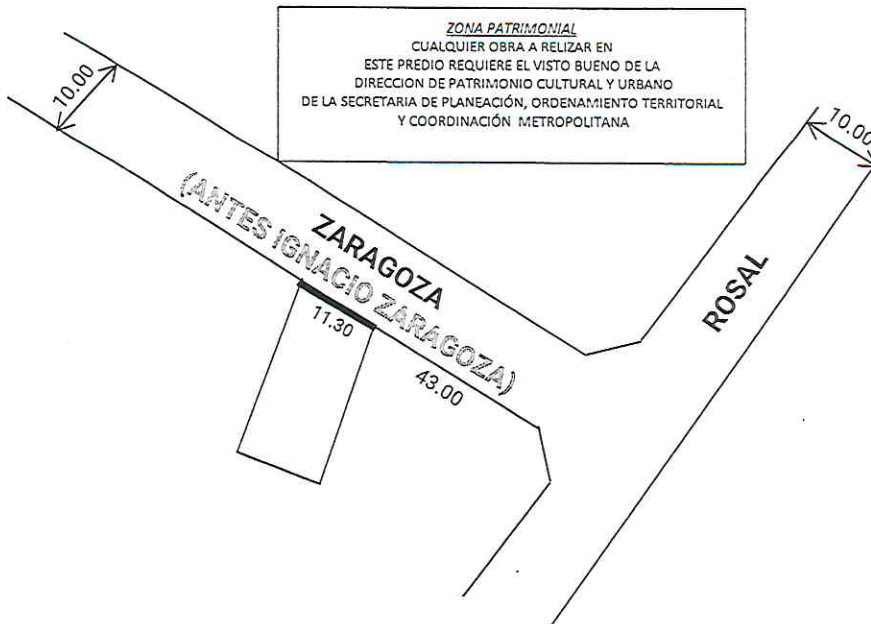 ZONA PATRIMONIAL
CUALQUIER OBRA A RELIZAR EN
ESTE PREDIO REQUIERE EL VISTO BUENO DE LA
DIRECCION DE PATRIMONIO CULTURAL Y URBANO
DE LA SECRETARIA DE PLANEACIÓN, ORDENAMIENTO TERRITORIAL
Y COORDINACIÓN METROPOLITANA
10.00
10.00
ZARAGOZA
(ANTES IGNACIO ZARAGOZA)
ROSAL
11.30
43.00